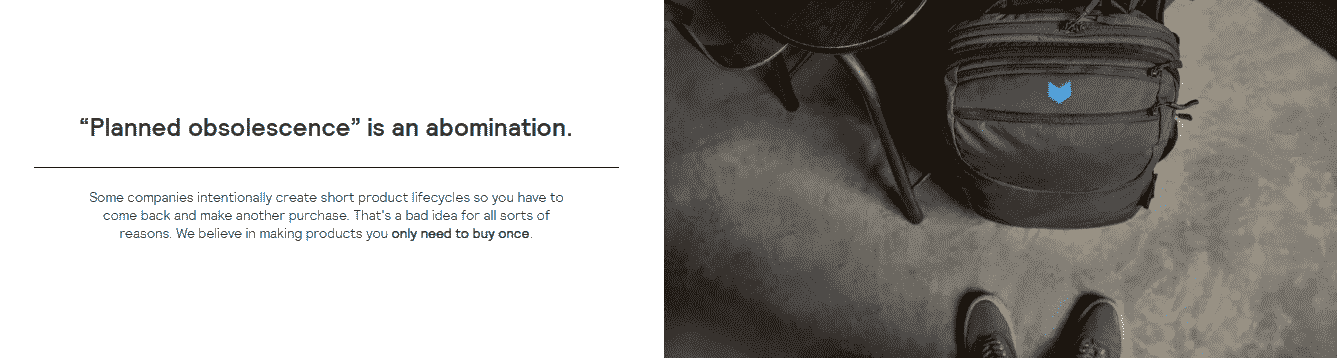 “Planned obsolescence” is an abomination.
Some companies intentionally create short product lifecycles so you have to
come back and make another purchase. That's a bad idea for all sorts of
reasons. We believe in making products you only need to buy once.